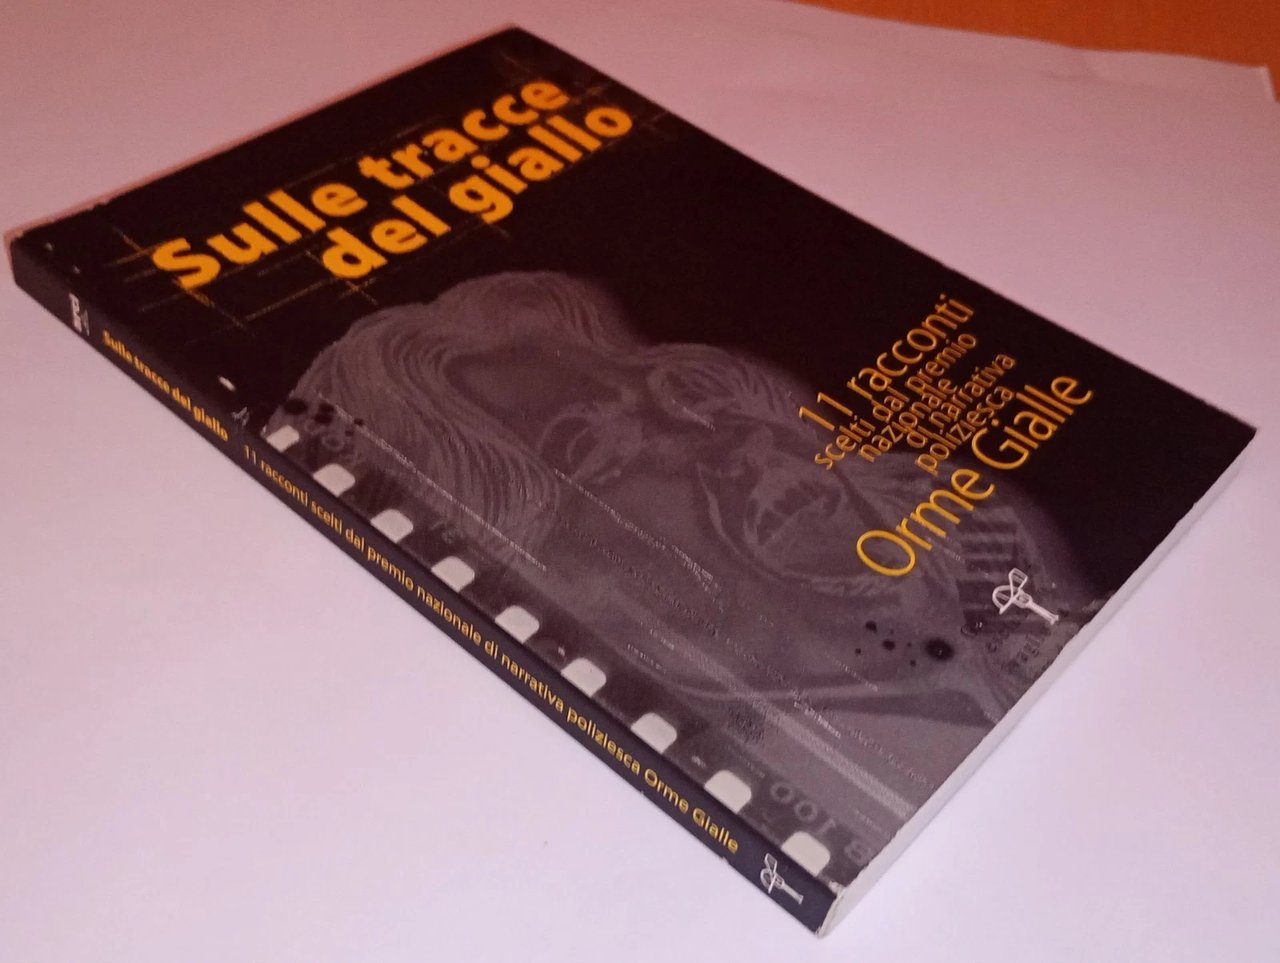 Sulle tracce
del giallo
11 racconti
scelti dal premio
nazionale
di narrativa
poliziesca
Orme Gialle
Sulle tracce del giallo
11 racconti scelti dal premio nazionale di narrativa poliziesca Orme Gialle